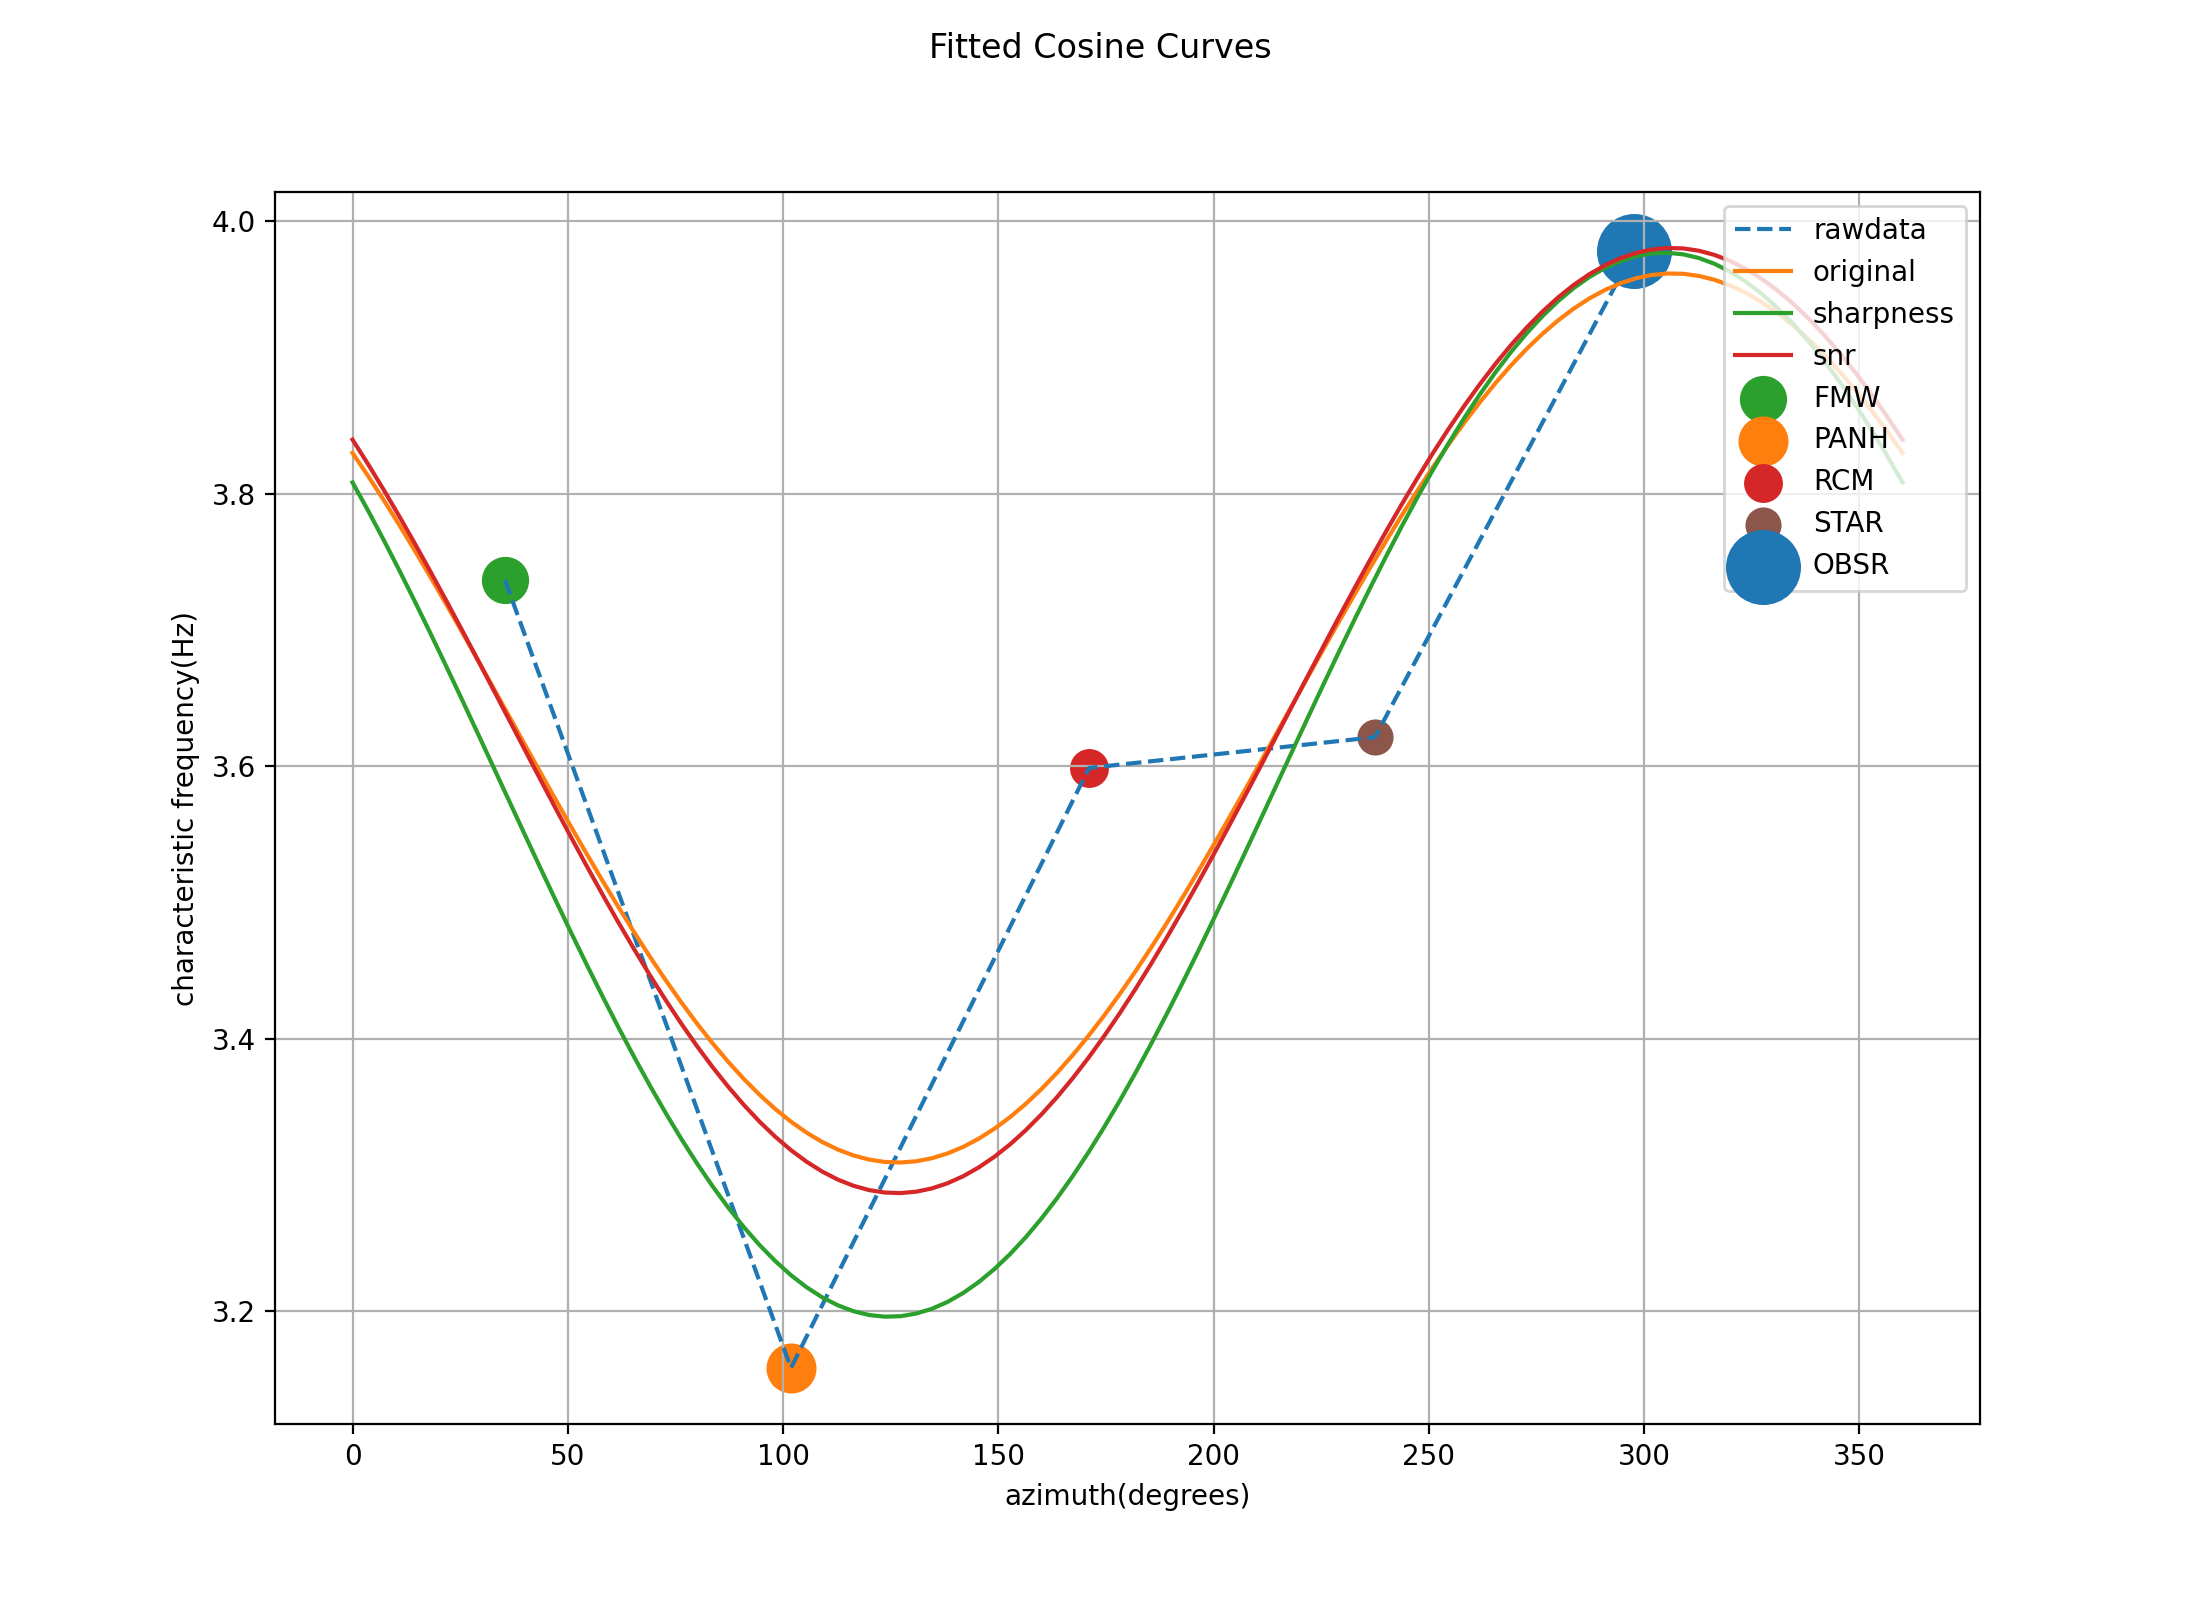 Fitted Cosine Curves
4.0
3.8
3.6
3.4
3.2
characteristic frequency(Hz)
0 50 100 150 200 250 300 350
azimuth(degrees)
rawdata
original
sharpness
snr
FMW
PANH
RCM
STAR
OBSR